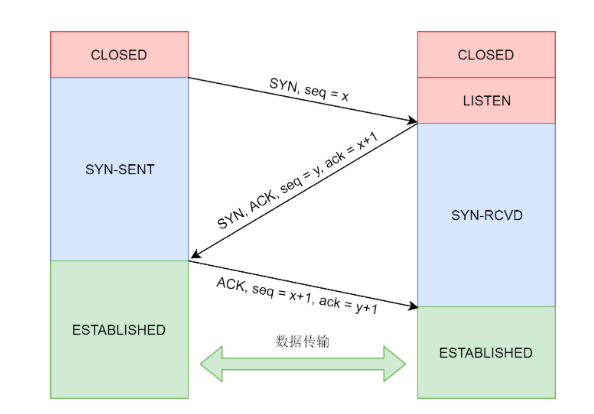 CLOSED
CLOSED
SYN, seq = x
LISTEN
SYN-SENT
SYN, ACK, seq = y, ack = x+1
SYN-RCVD
ACK, seq = x+1, ack = y+1
ESTABLISHED
数据传输
ESTABLISHED